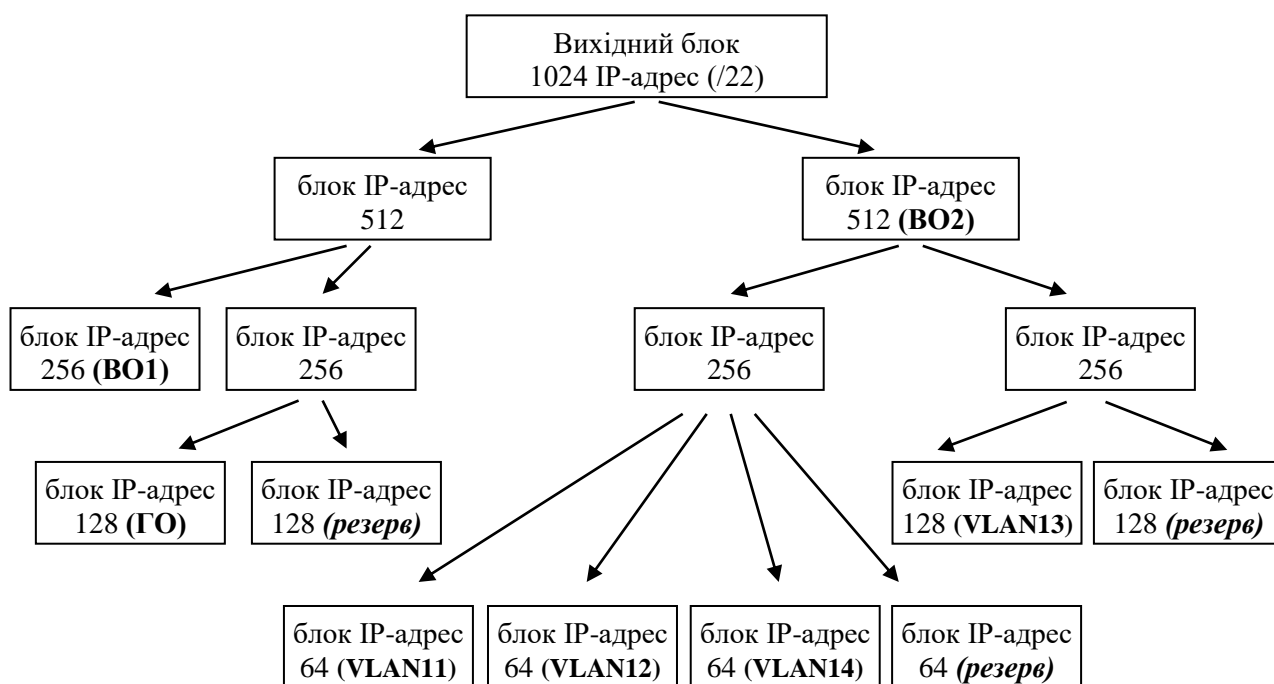 Вихідний блок
1024 IP-адрес (/22)
блок IP-адрес
512
блок IP-адрес
512 (ВО2)
блок IP-адрес
256 (ВО1)
блок IP-адрес
256
блок IP-адрес
256
блок IP-адрес
256
блок IP-адрес
128 (ГО)
блок IP-адрес
128 (резерв)
блок IP-адрес
128 (VLAN13)
блок IP-адрес
128 (резерв)
блок IP-адрес
64 (VLAN11)
блок IP-адрес
64 (VLAN12)
блок IP-адрес
64 (VLAN14)
блок IP-адрес
64 (резерв)